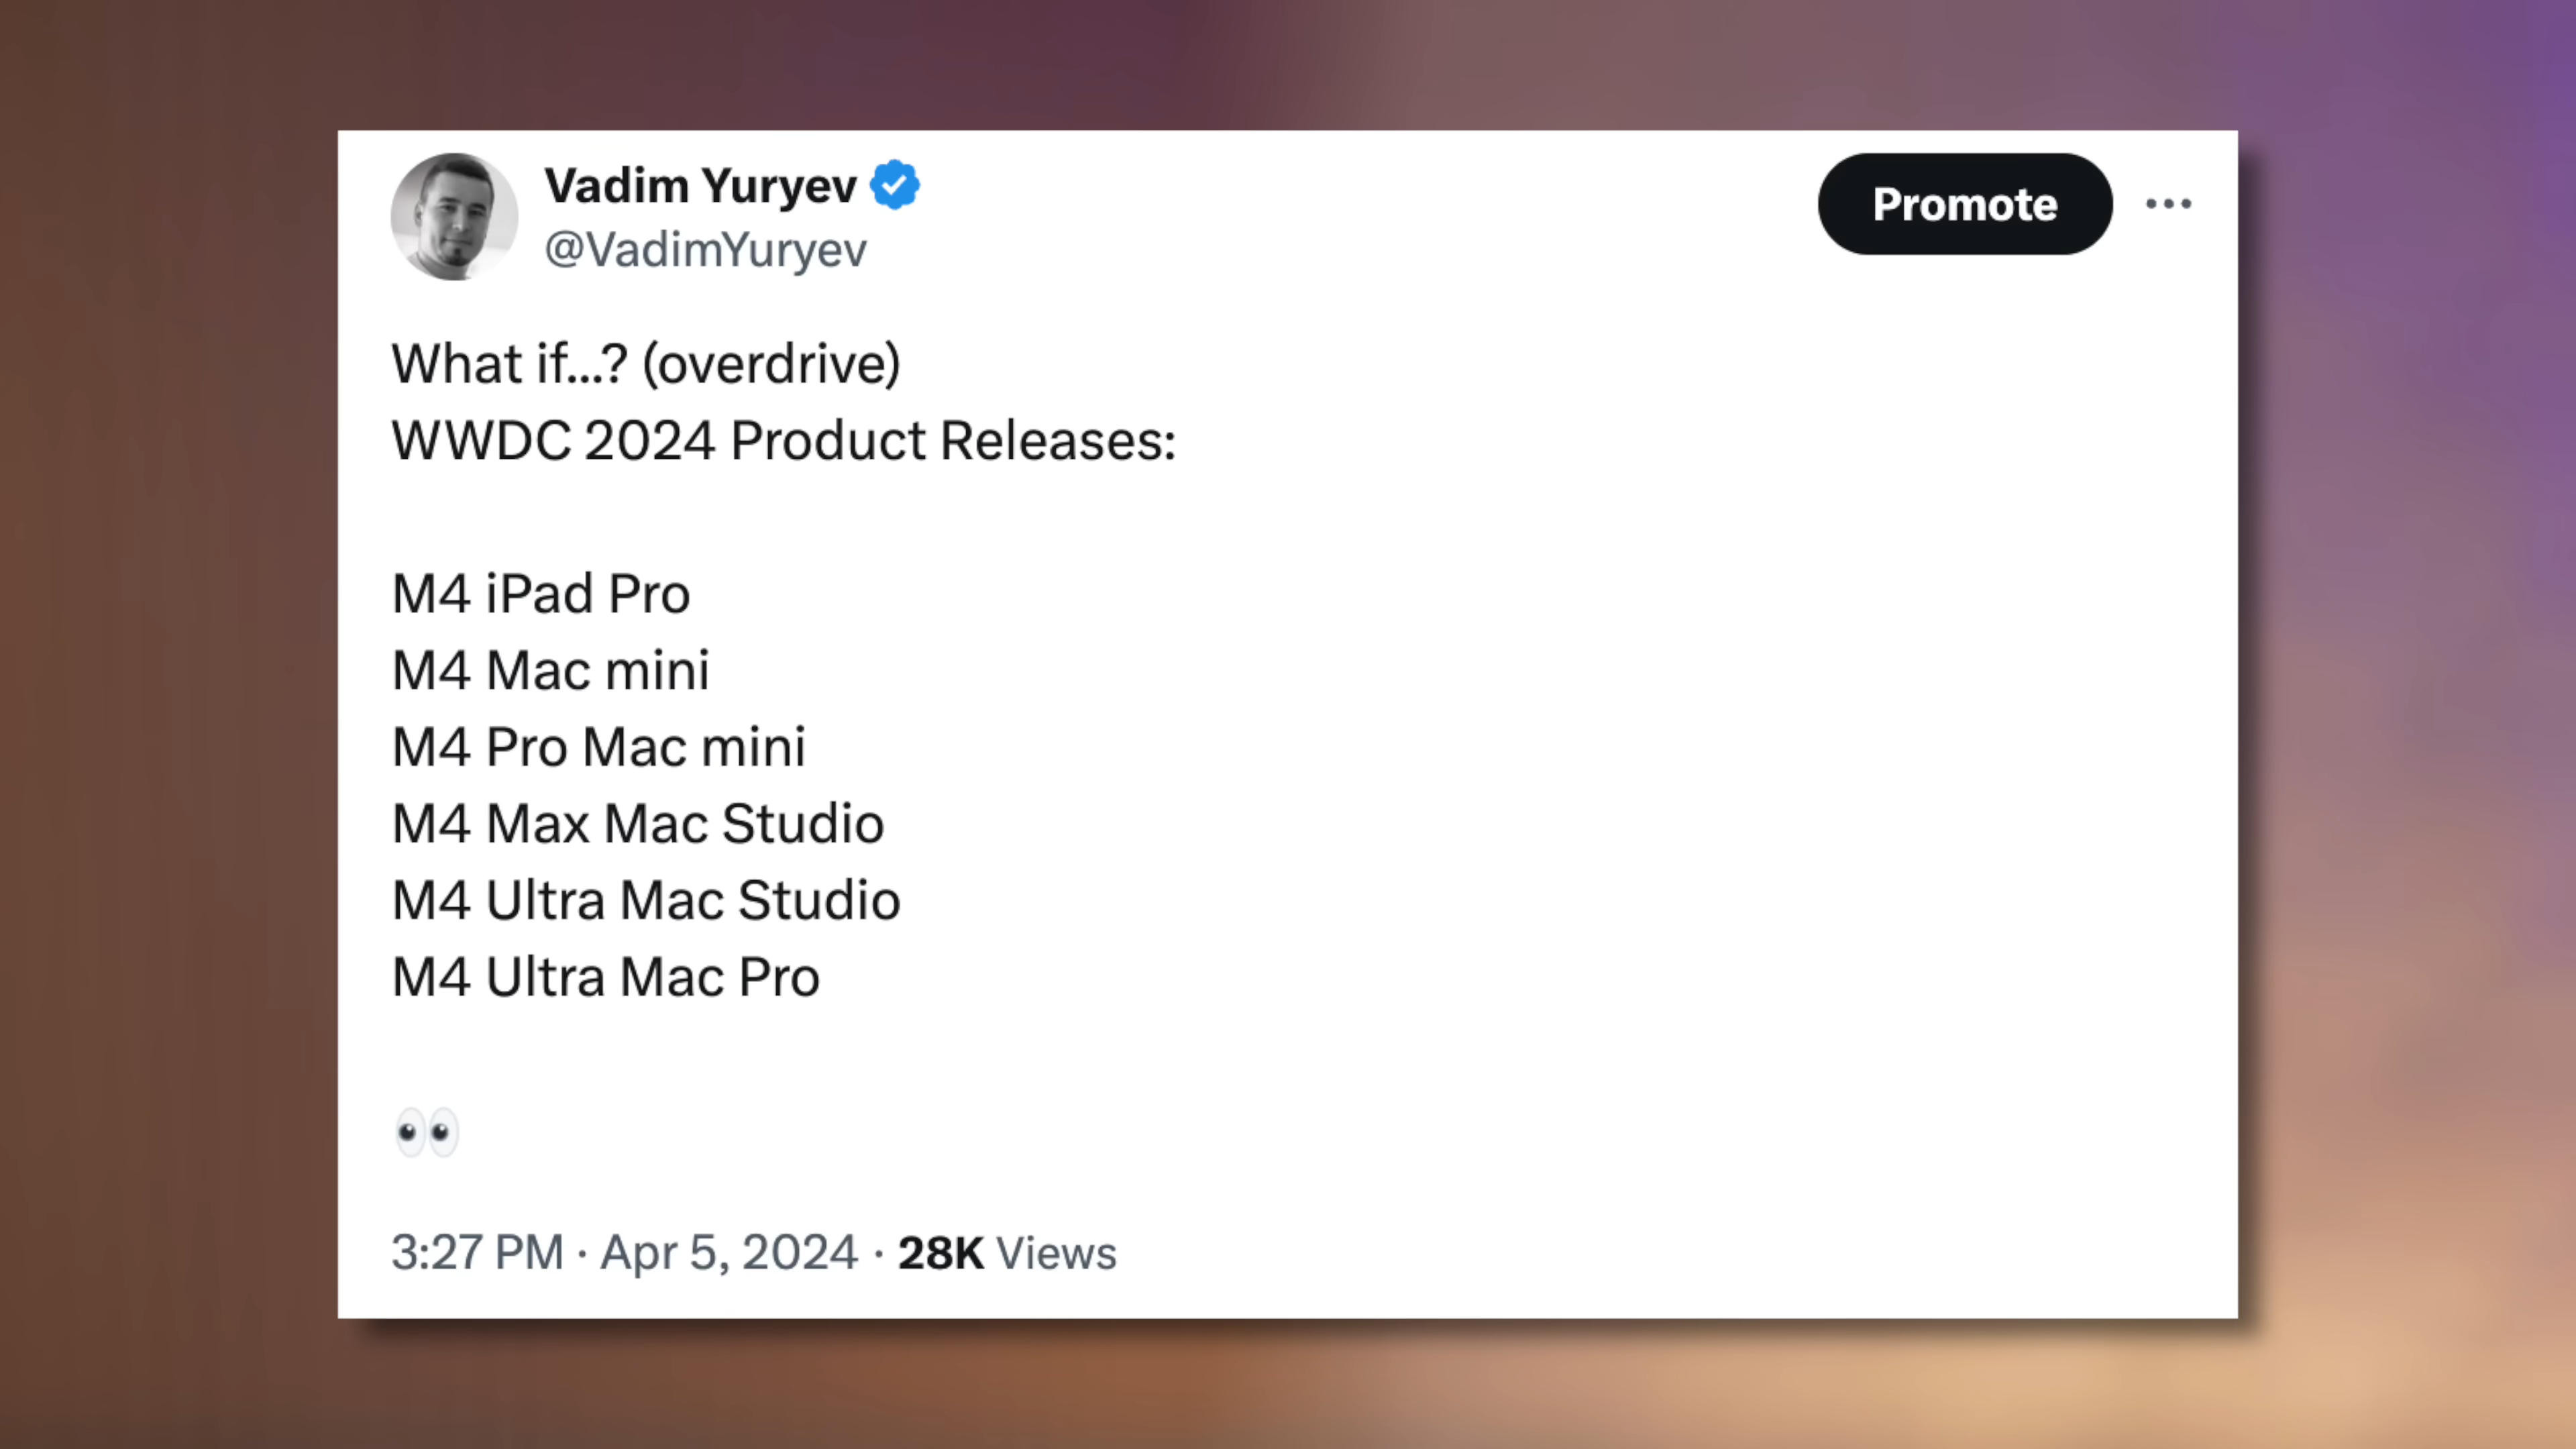 Vadim Yuryev
@VadimYuryev
Promote
What if...? (overdrive)
WWDC 2024 Product Releases:
M4 iPad Pro
M4 Mac mini
M4 Pro Mac mini
M4 Max Mac Studio
M4 Ultra Mac Studio
M4 Ultra Mac Pro
👀
3:27 PM · Apr 5, 2024 · 28K Views